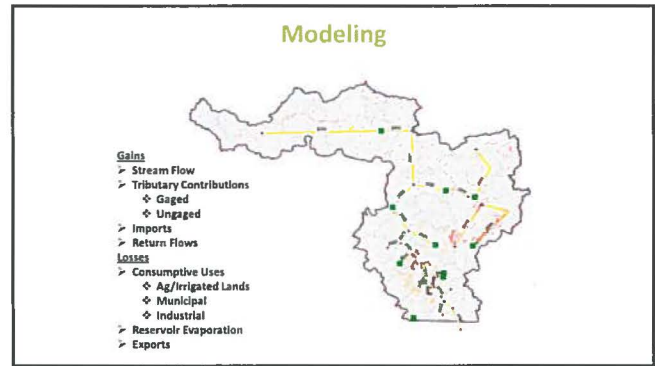 Modeling
Gains
➢ Stream Flow
➢ Tributary Contributions
❖ Gaged
❖ Ungaged
➢ Imports
➢ Return Flows
Losses
➢ Consumptive Uses
❖ Ag/Irrigated Lands
❖ Municipal
❖ Industrial
➢ Reservoir Evaporation
➢ Exports